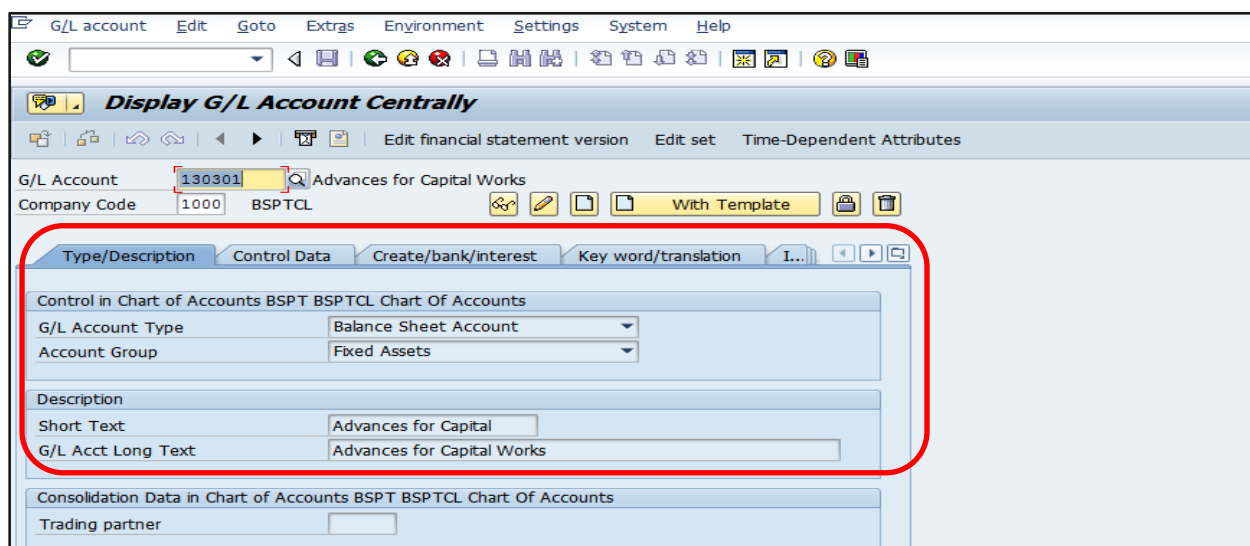 G/L account Edit Goto Extras Environment Settings System Help
Display G/L Account Centrally
Edit financial statement version Edit set Time-Dependent Attributes
G/L Account 130301 Advances for Capital Works
Company Code 1000 BSPTCL With Template
Type/Description Control Data Create/bank/interest Key word/translation I...
Control in Chart of Accounts BSPT BSPTCL Chart Of Accounts
G/L Account Type Balance Sheet Account
Account Group Fixed Assets
Description
Short Text Advances for Capital
G/L Acct Long Text Advances for Capital Works
Consolidation Data in Chart of Accounts BSPT BSPTCL Chart Of Accounts
Trading partner